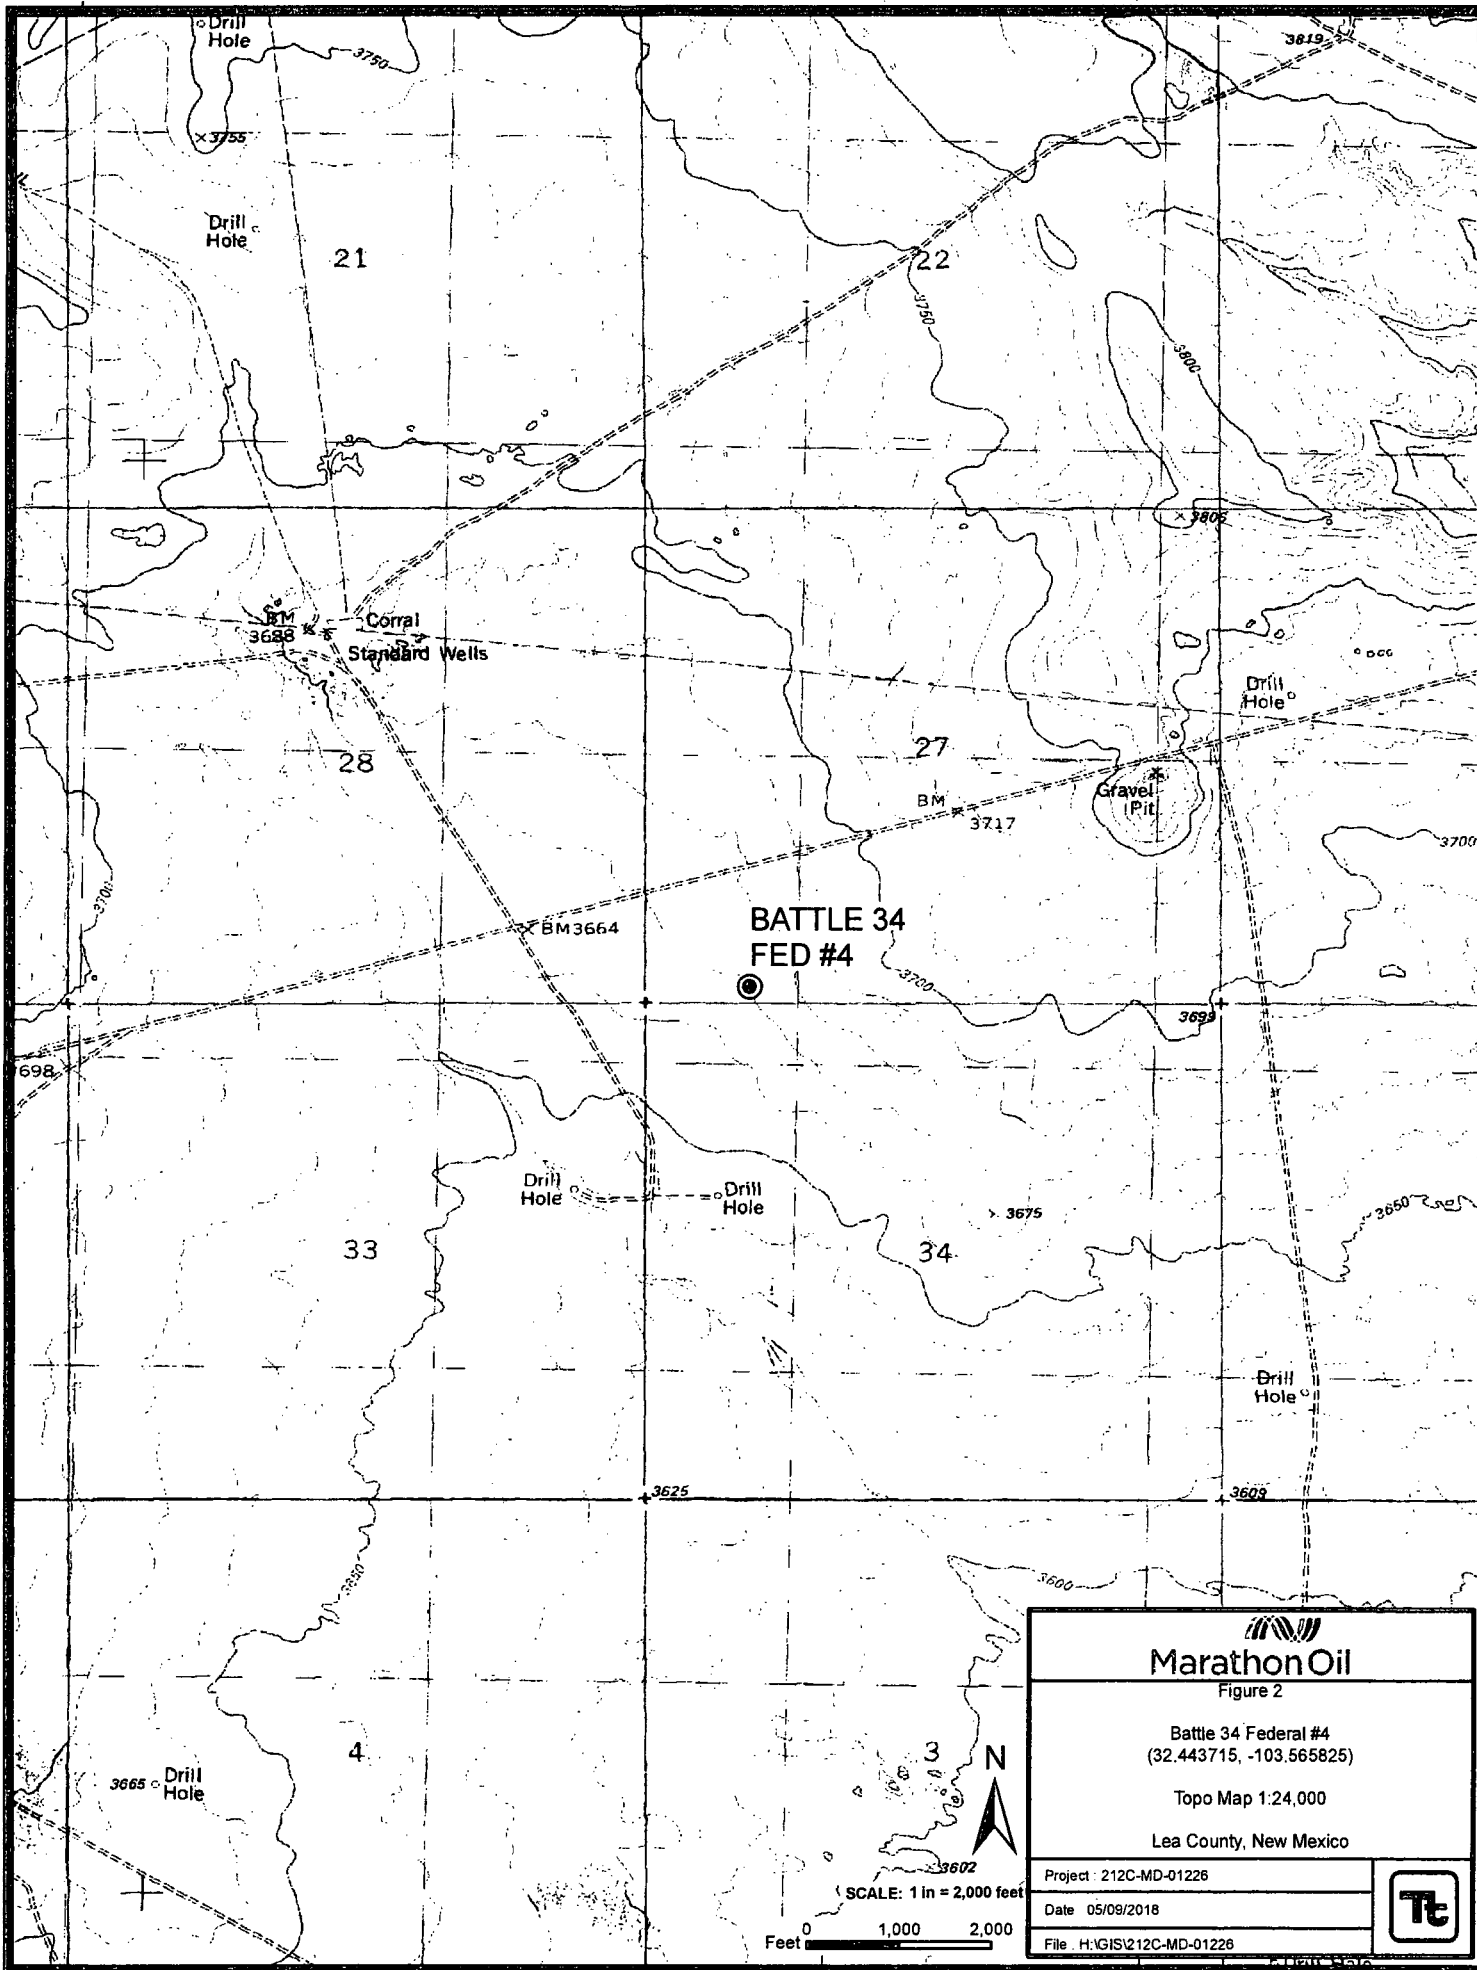 Drill
Hole
3750
3819
3755
Drill
Hole
21
22
3750
3800
3806
BM
3688
Corral
Standard Wells
Drill
Hole
28
27
BM
3717
Gravel
Pit
3700
3700
BM3664
BATTLE 34
FED #4
3700
3699
698
Drill
Hole
Drill
Hole
3675
3650
33
34
Drill
Hole
3625
3609
3650
3600
4
3
N
3665
Drill
Hole
3602
SCALE: 1 in = 2,000 feet
0 1,000 2,000
Feet
Marathon Oil
Figure 2
Battle 34 Federal #4
(32.443715, -103.565825)
Topo Map 1:24,000
Lea County, New Mexico
Project : 212C-MD-01226
Date 05/09/2018
File . H:\GIS\212C-MD-01226
Tt